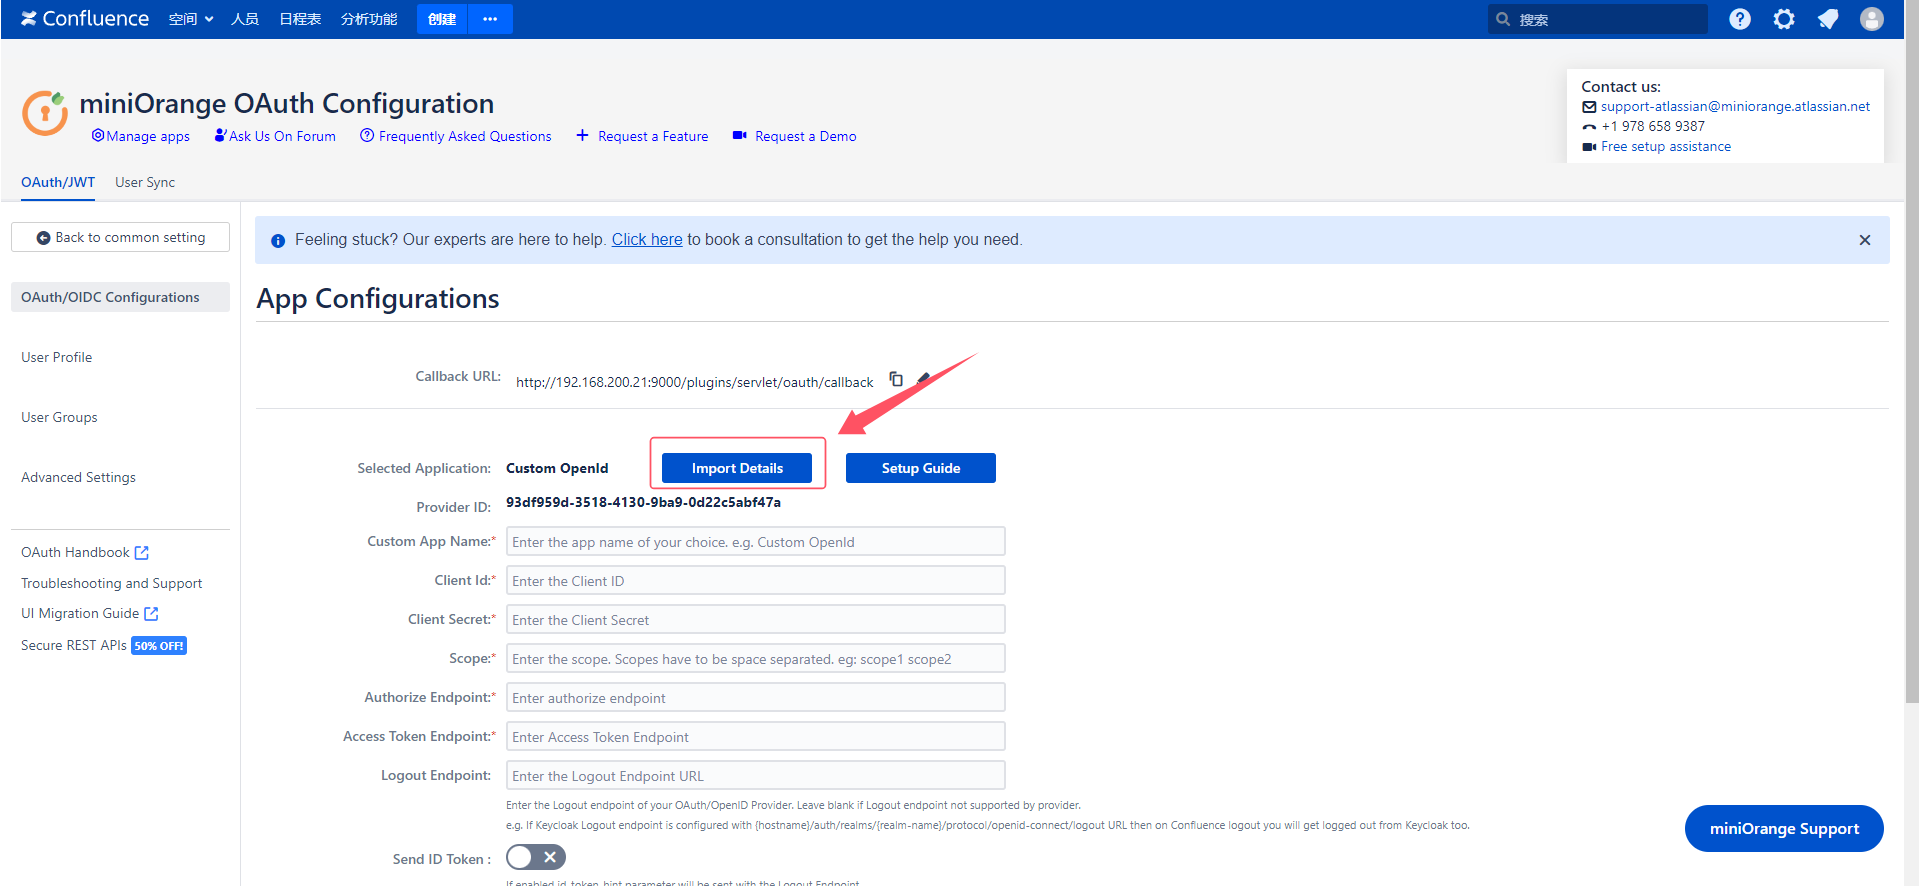 Confluence 空间 人员 日程表 分析功能 创建 ••• 搜索
miniOrange OAuth Configuration
Manage apps Ask Us On Forum Frequently Asked Questions + Request a Feature Request a Demo
Contact us:
support-atlassian@miniorange.atlassian.net
+1 978 658 9387
Free setup assistance
OAuth/JWT User Sync
Back to common setting
OAuth/OIDC Configurations
User Profile
User Groups
Advanced Settings
OAuth Handbook
Troubleshooting and Support
UI Migration Guide
Secure REST APIs 50% OFF!
Feeling stuck? Our experts are here to help. Click here to book a consultation to get the help you need.
App Configurations
Callback URL: http://192.168.200.21:9000/plugins/servlet/oauth/callback
Selected Application: Custom OpenId Import Details Setup Guide
Provider ID: 93df959d-3518-4130-9ba9-0d22c5abf47a
Custom App Name:* Enter the app name of your choice. e.g. Custom OpenId
Client Id:* Enter the Client ID
Client Secret:* Enter the Client Secret
Scope:* Enter the scope. Scopes have to be space separated. eg: scope1 scope2
Authorize Endpoint:* Enter authorize endpoint
Access Token Endpoint:* Enter Access Token Endpoint
Logout Endpoint: Enter the Logout Endpoint URL
Enter the Logout endpoint of your OAuth/OpenID Provider. Leave blank if Logout endpoint not supported by provider.
e.g. If Keycloak Logout endpoint is configured with {hostname}/auth/realms/{realm-name}/protocol/openid-connect/logout URL then on Confluence logout you will get logged out from Keycloak too.
Send ID Token :
If enabled id_token_hint parameter will be sent with the Logout Endpoint
miniOrange Support